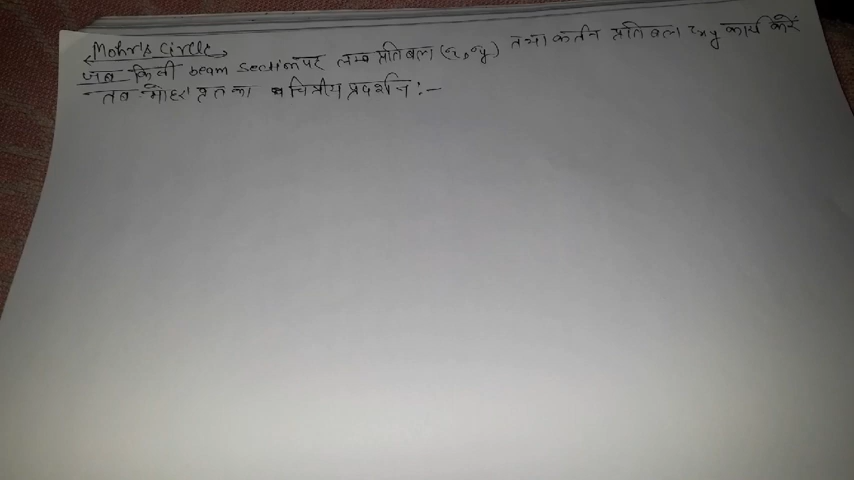 Mohr's Circle
जब किसी beam section पर लम्ब प्रतिबल (σx, σy) तथा कर्तन प्रतिबल τxy कार्य करें
तब मोहर वृत का चित्रीय प्रदर्शन :-